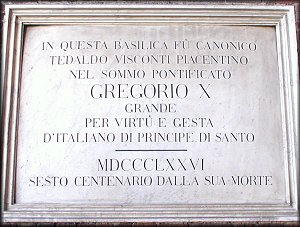 IN QUESTA BASILICA FÙ CANONICO
TEDALDO VISCONTI PIACENTINO
NEL SOMMO PONTIFICATO
GREGORIO X
GRANDE
PER VIRTÙ E GESTA
D'ITALIANO DI PRINCIPE DI SANTO
MDCCCLXXVI
SESTO CENTENARIO DALLA SUA MORTE